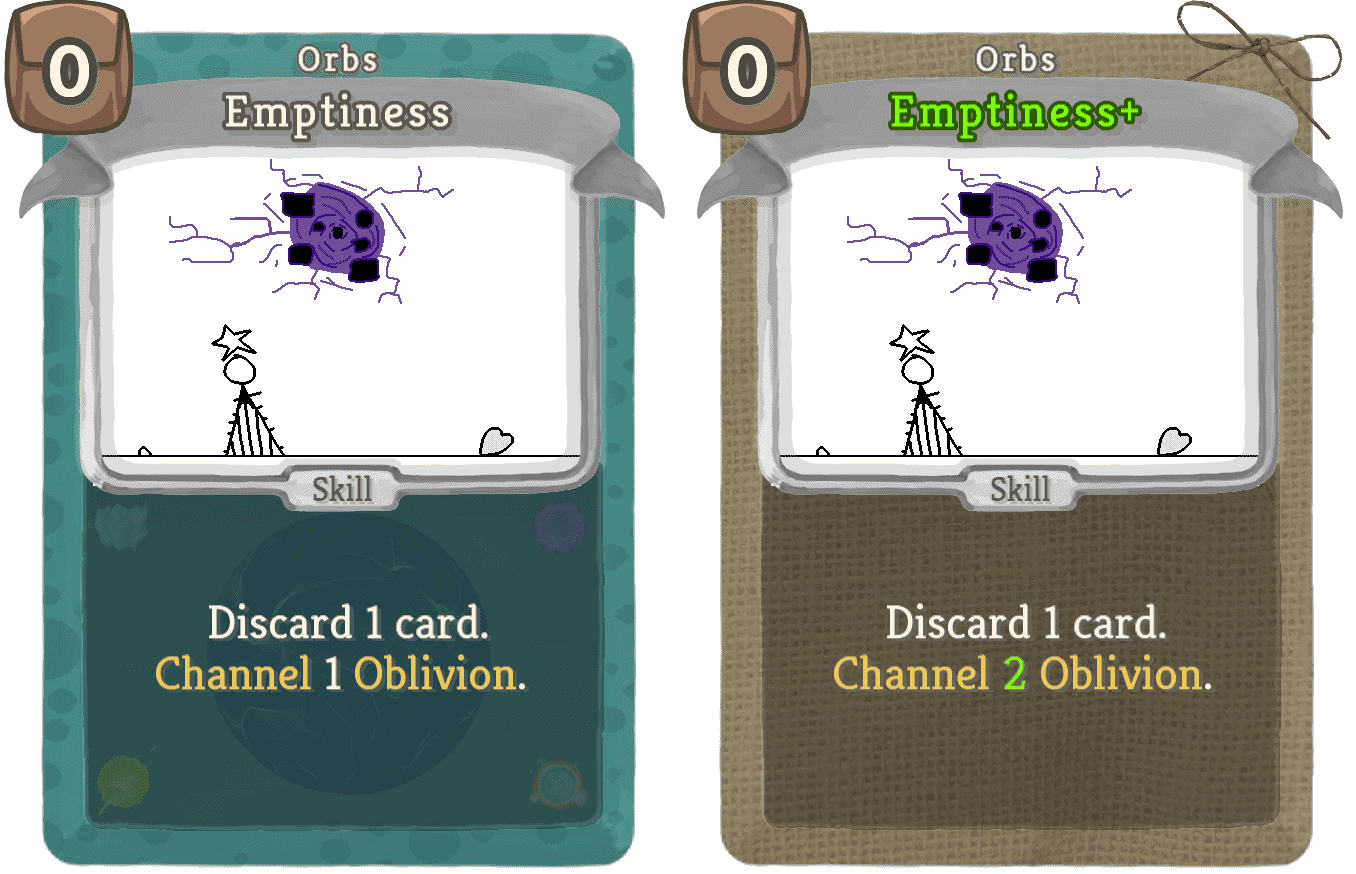 0
Orbs
Emptiness
Skill
Discard 1 card.
Channel 1 Oblivion.
0
Orbs
Emptiness+
Skill
Discard 1 card.
Channel 2 Oblivion.